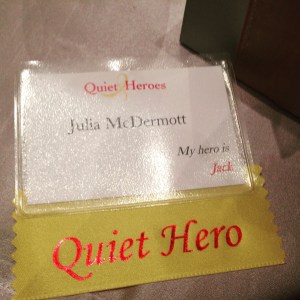 Quiet Heroes
Julia McDermott
My hero is
Jack
Quiet Hero